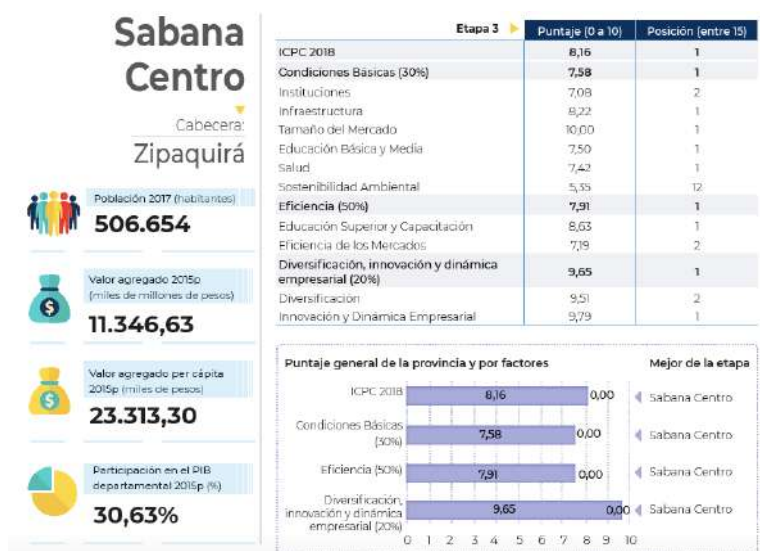 Sabana
Centro
Cabecera:
Zipaquirá
Población 2017 (habitantes)
506.654
Valor agregado 2015p
(miles de millones de pesos)
11.346,63
Valor agregado per cápita
2015p (miles de pesos)
23.313,30
Participación en el PIB
departamental 2015p (%)
30,63%
Etapa 3 Puntaje (0 a 10) Posición (entre 15)
ICPC 2018 8,16 1
Condiciones Básicas (30%) 7,58 1
Instituciones 7,08 2
Infraestructura 8,22 1
Tamaño del Mercado 10,00 1
Educación Básica y Media 7,50 1
Salud 7,42 1
Sostenibilidad Ambiental 5,35 12
Eficiencia (50%) 7,91 1
Educación Superior y Capacitación 8,63 1
Eficiencia de los Mercados 7,19 2
Diversificación, innovación y dinámica
empresarial (20%) 9,65 1
Diversificación 9,51 2
Innovación y Dinámica Empresarial 9,79 1
Puntaje general de la provincia y por factores Mejor de la etapa
ICPC 2018 8,16 0,00 Sabana Centro
Condiciones Básicas
(30%) 7,58 0,00 Sabana Centro
Eficiencia (50%) 7,91 0,00 Sabana Centro
Diversificación,
innovación y dinámica 9,65 0,00 Sabana Centro
empresarial (20%)
0 1 2 3 4 5 6 7 8 9 10